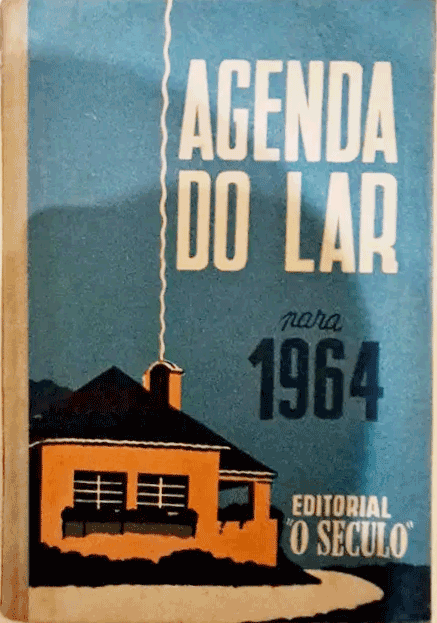 AGENDA
DO LAR
para
1964
EDITORIAL
"O SECULO"